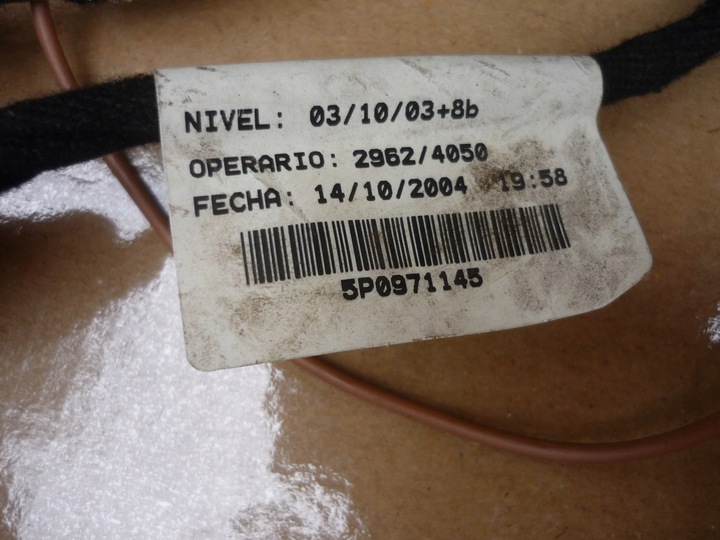 NIVEL: 03/10/03+8b
OPERARIO: 2962/4050
FECHA: 14/10/2004 19:58
5P0971145